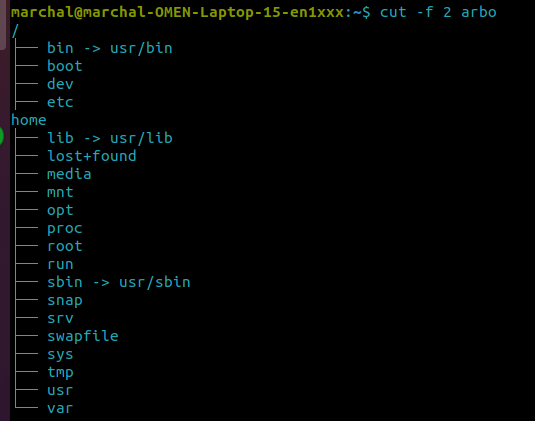 marchal@marchal-OMEN-Laptop-15-en1xxx:~$ cut -f 2 arbo
/
├── bin -> usr/bin
├── boot
├── dev
├── etc
home
├── lib -> usr/lib
├── lost+found
├── media
├── mnt
├── opt
├── proc
├── root
├── run
├── sbin -> usr/sbin
├── snap
├── srv
├── swapfile
├── sys
├── tmp
├── usr
└── var